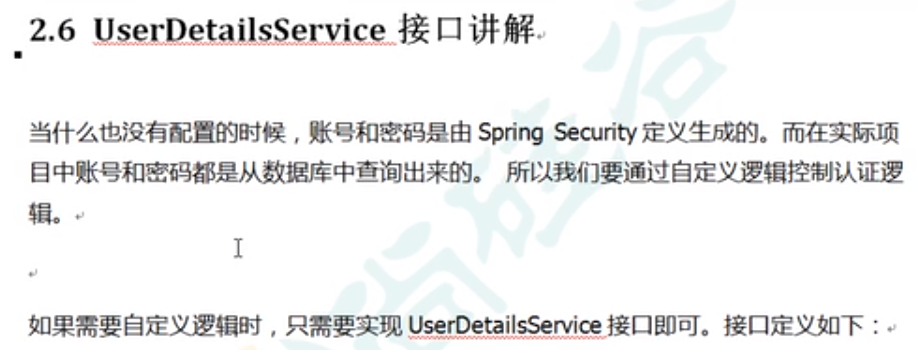 2.6 UserDetailsService 接口讲解
当什么也没有配置的时候，账号和密码是由 Spring Security 定义生成的。而在实际项
目中账号和密码都是从数据库中查询出来的。 所以我们要通过自定义逻辑控制认证逻
辑。
如果需要自定义逻辑时，只需要实现 UserDetailsService 接口即可。接口定义如下：
尚硅谷